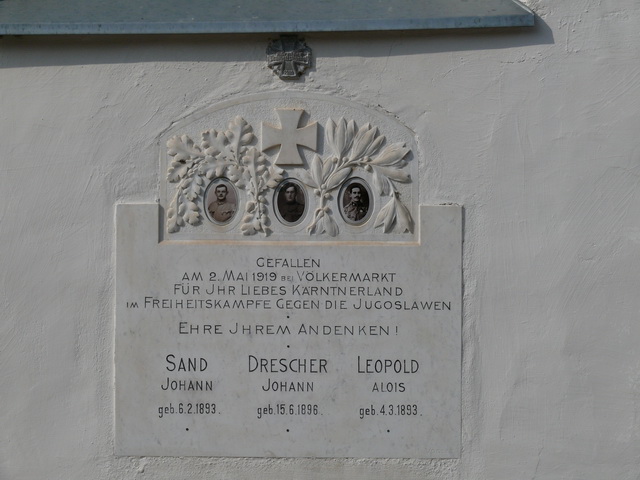 GEFALLEN
AM 2. MAI 1919 BEI VÖLKERMARKT
FÜR JHR LIEBES KÄRNTNERLAND
IM FREIHEITSKAMPFE GEGEN DIE JUGOSLAWEN
EHRE JHREM ANDENKEN!
SAND DRESCHER LEOPOLD
JOHANN JOHANN ALOIS
geb. 6.2.1893. geb. 15.6.1896. geb. 4.3.1893.